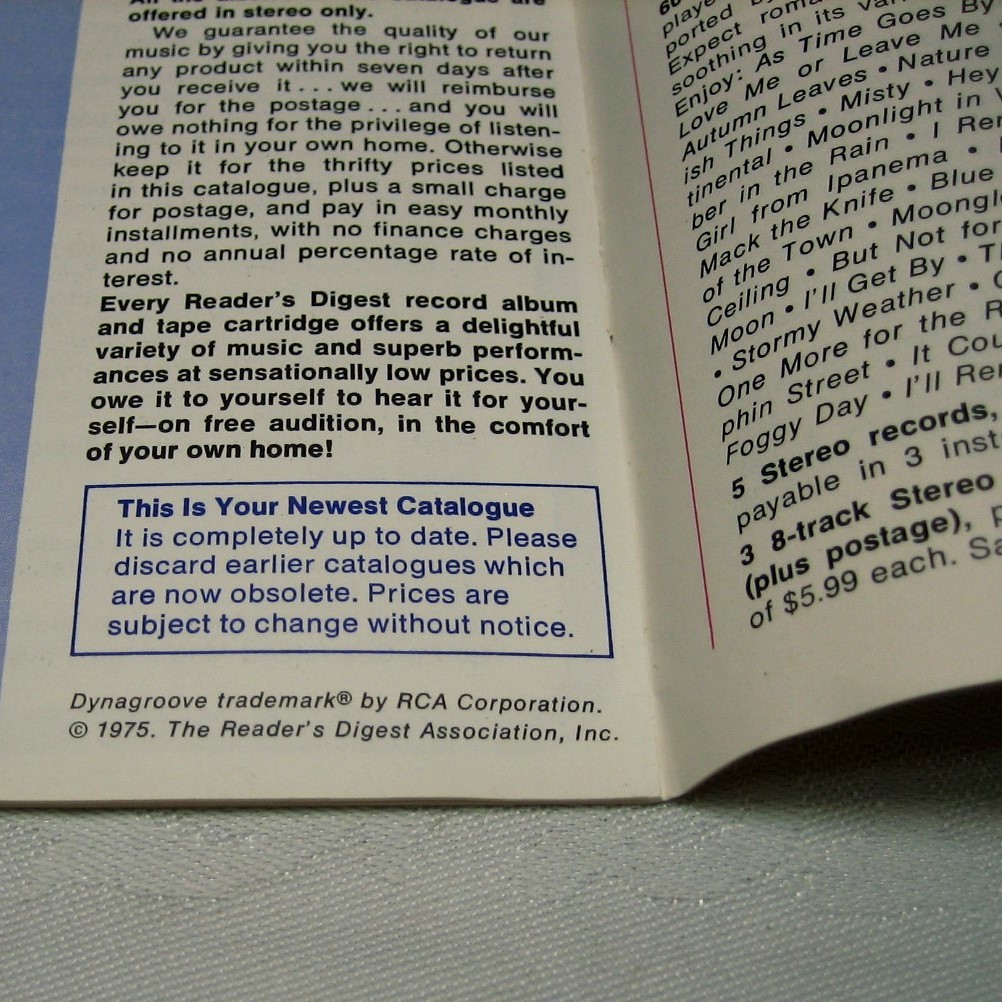 offered in stereo only.
We guarantee the quality of our
music by giving you the right to return
any product within seven days after
you receive it...we will reimburse
you for the postage...and you will
owe nothing for the privilege of listen-
ing to it in your own home. Otherwise
keep it for the thrifty prices listed
in this catalogue, plus a small charge
for postage, and pay in easy monthly
installments, with no finance charges
and no annual percentage rate of in-
terest.
Every Reader's Digest record album
and tape cartridge offers a delightful
variety of music and superb perform-
ances at sensationally low prices. You
owe it to yourself to hear it for your-
self—on free audition, in the comfort
of your own home!
This Is Your Newest Catalogue
It is completely up to date. Please
discard earlier catalogues which
are now obsolete. Prices are
subject to change without notice.
Dynagroove trademark® by RCA Corporation.
© 1975. The Reader's Digest Association, Inc.
ported
Expect
soothing in its
Enjoy: As Time Goes By
Love Me or Leave Me
Autumn Leaves • Nature
ish Things • Misty • Hey
tinental • Moonlight in
ber in the Rain • I
Girl from Ipanema •
Mack the Knife • Blue
of the Town •
Ceiling • But Not for
Moon • I'll Get By •
• Stormy Weather •
One More for the
phin Street • It
Foggy Day • I'll
5 Stereo records,
payable in 3
3 8-track Stereo
(plus postage),
of $5.99 each.